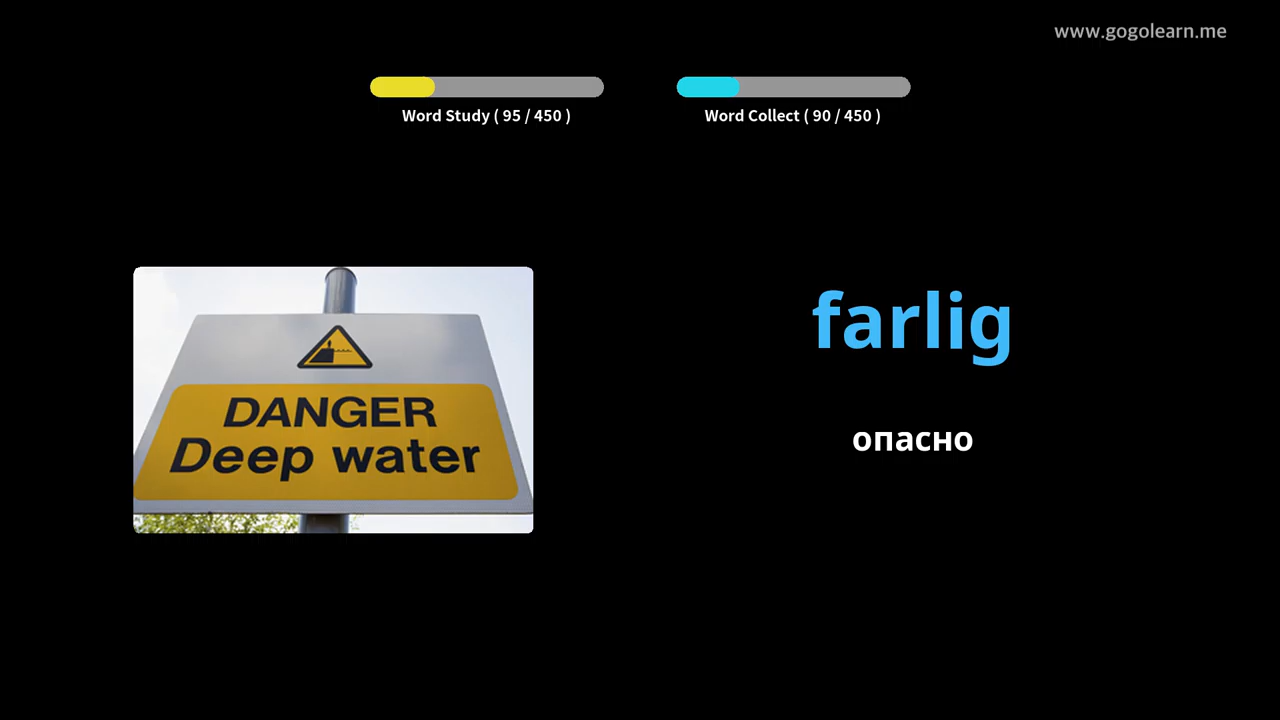 www.gogolearn.me
Word Study ( 95 / 450 )
Word Collect ( 90 / 450 )
DANGER
Deep water
farlig
опасно